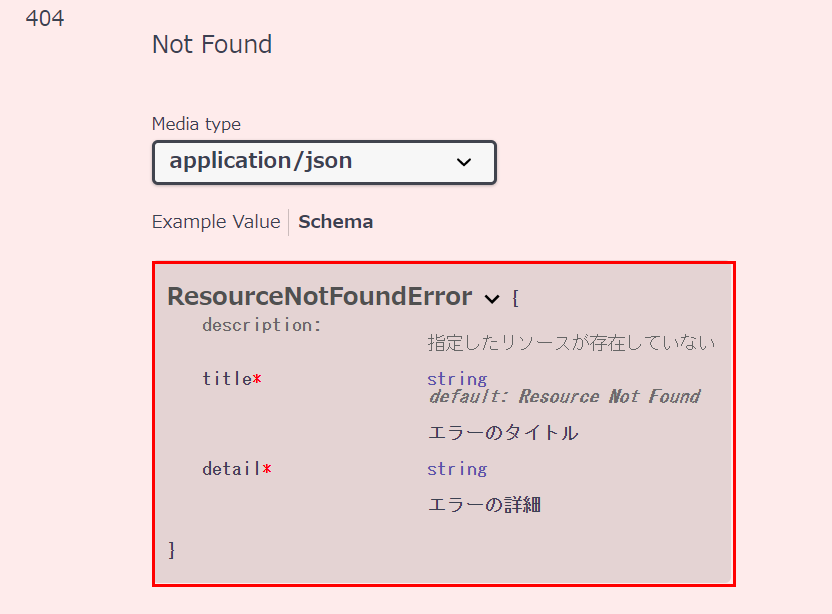 404
Not Found
Media type
application/json
Example Value Schema
ResourceNotFoundError {
description:
指定したリソースが存在していない
title* string
default: Resource Not Found
エラーのタイトル
detail* string
エラーの詳細
}